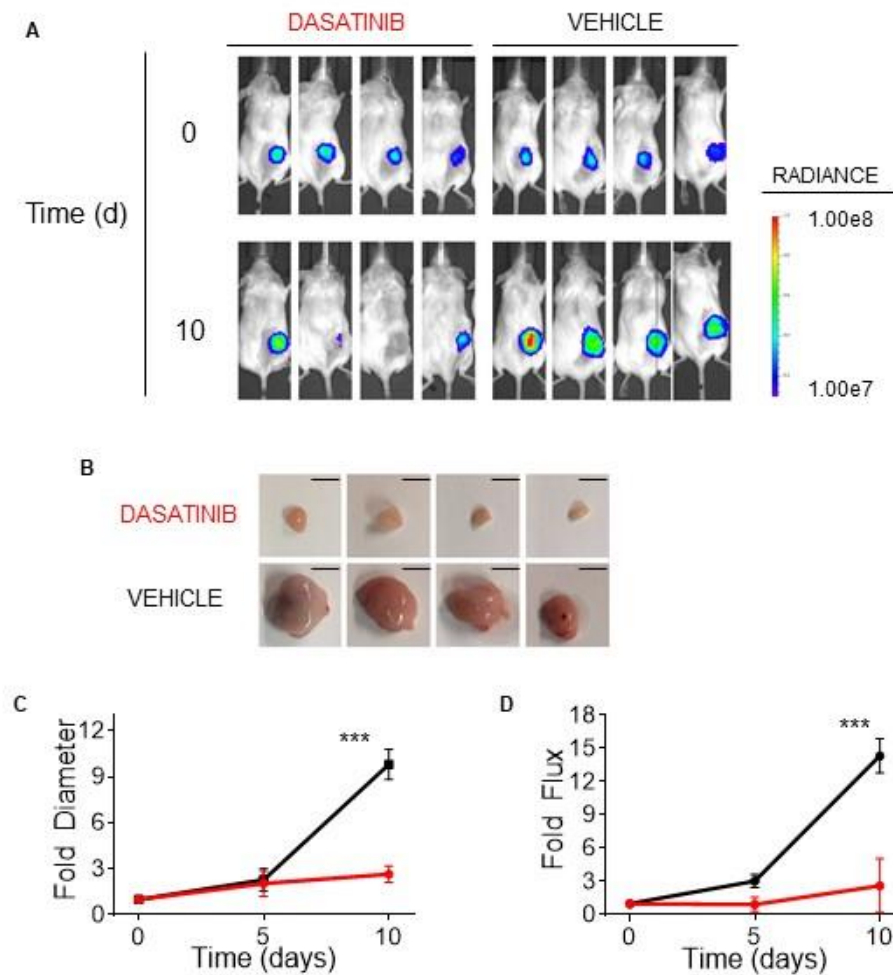 A
DASATINIB VEHICLE
0
Time (d)
10
RADIANCE
1.00e8
1.00e7
B
DASATINIB
VEHICLE
C
Fold Diameter
12
9
6
3
0
***
0 5 10
Time (days)
D
Fold Flux
18
15
12
9
6
3
0
***
0 5 10
Time (days)